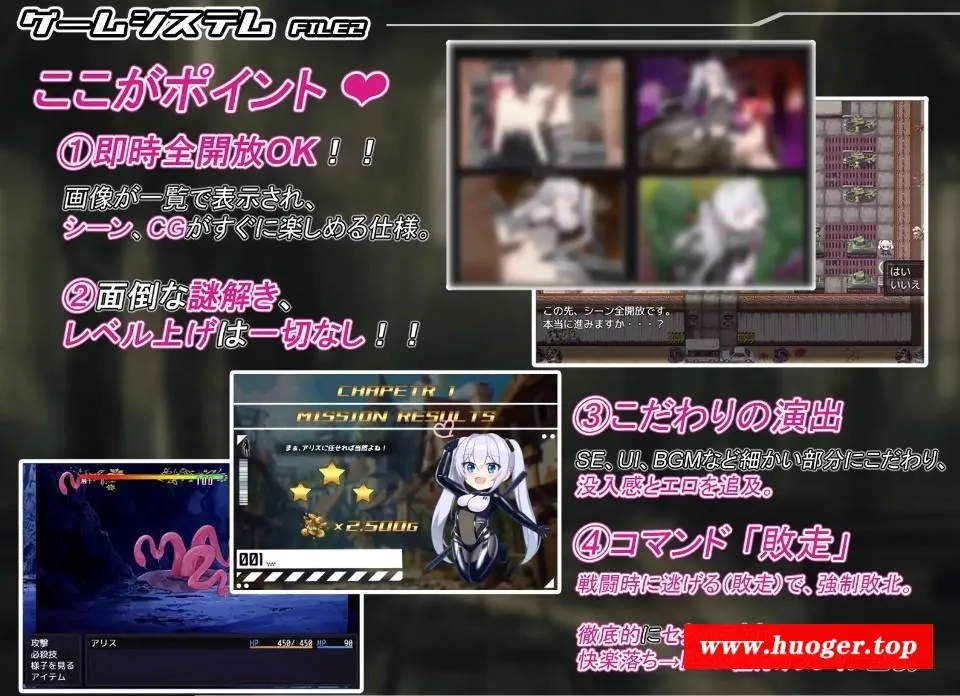 ゲームシステム FILE2
ここがポイント♥
①即時全開放OK！！
画像が一覧で表示され、
シーン、CGがすぐに楽しめる仕様。
②面倒な謎解き、
レベル上げは一切なし！！
はい
いいえ
この先、シーン全開放です。
本当に進みますか・・・？
CHAPETR 1
MISSION RESULTS
まぁ、アリスに任せれば当然よね！
×2,500G
001
③こだわりの演出
SE、UI、BGMなど細かい部分にこだわり、
没入感とエロを追及。
④コマンド「敗走」
戦闘時に逃げる(敗走)で、強制敗北。
徹底的に
快楽落ち→
www.huoger.top
100
攻撃
必殺技
様子を見る
アイテム
アリス
HP 450/ 450 MP 90